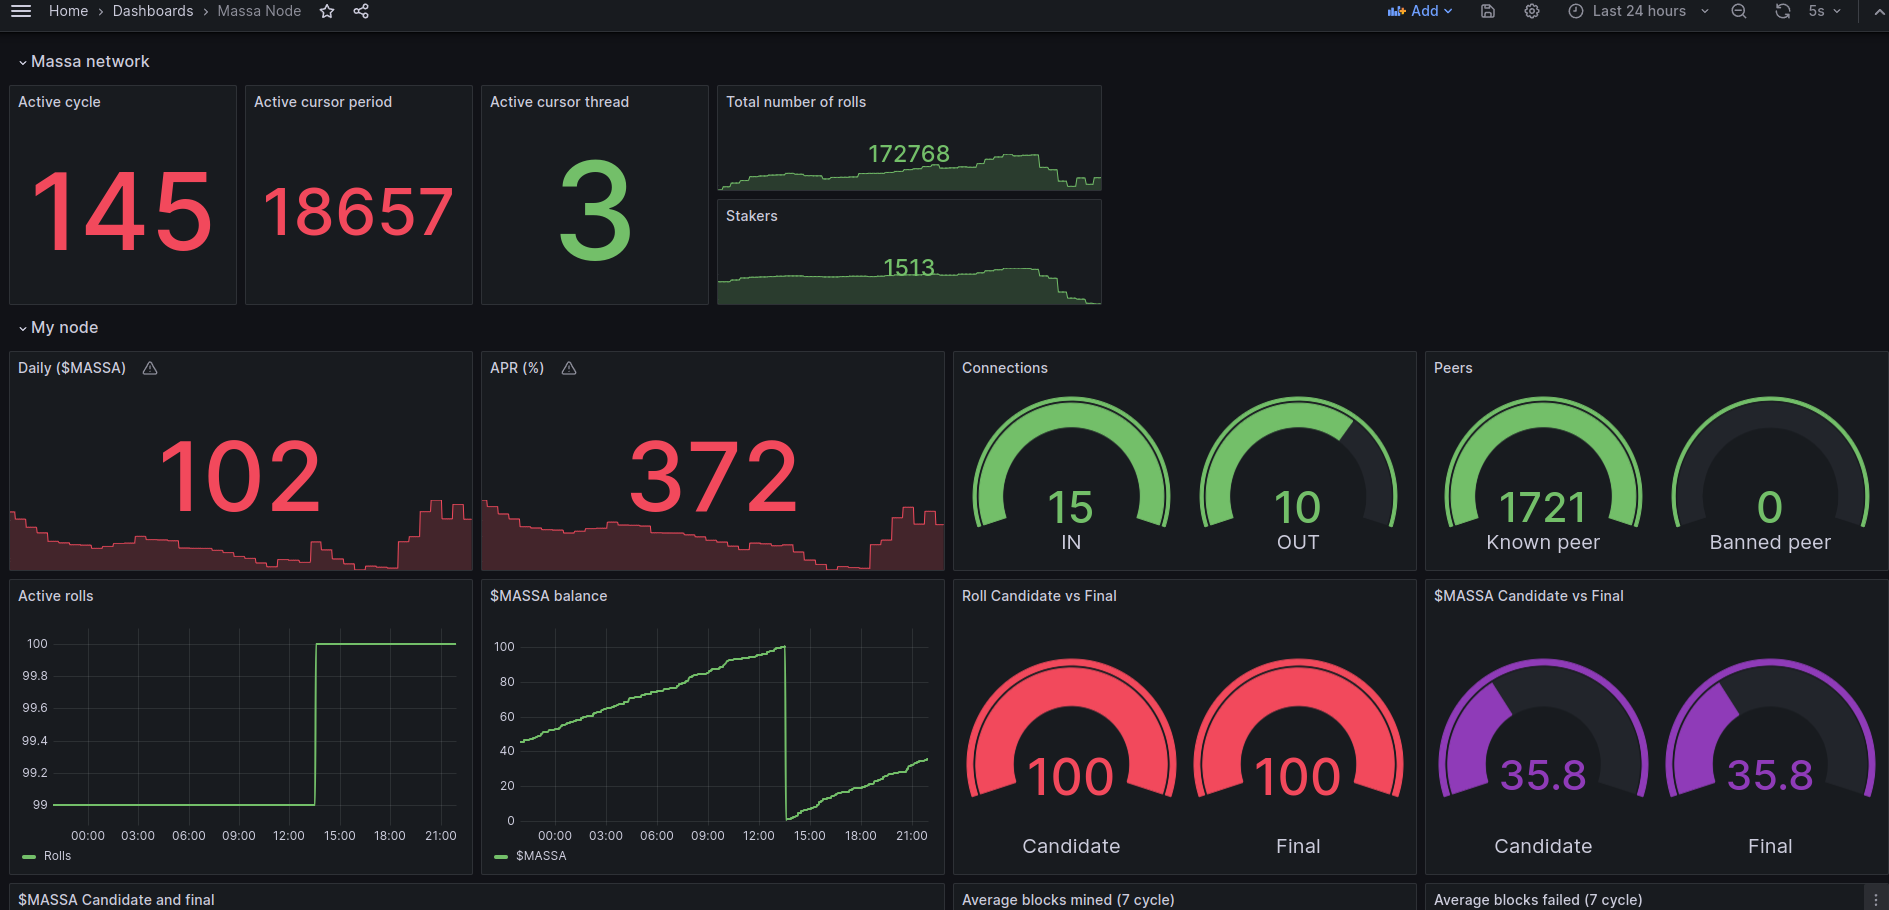 Home › Dashboards › Massa Node
Add
Last 24 hours
5s
Massa network
Active cycle
145
Active cursor period
18657
Active cursor thread
3
Total number of rolls
172768
Stakers
1513
My node
Daily ($MASSA)
102
APR (%)
372
Connections
15
IN
10
OUT
Peers
1721
Known peer
0
Banned peer
Active rolls
100
99.8
99.6
99.4
99.2
99
00:00 03:00 06:00 09:00 12:00 15:00 18:00 21:00
Rolls
$MASSA balance
100
80
60
40
20
0
00:00 03:00 06:00 09:00 12:00 15:00 18:00 21:00
$MASSA
Roll Candidate vs Final
100
Candidate
100
Final
$MASSA Candidate vs Final
35.8
Candidate
35.8
Final
$MASSA Candidate and final
Average blocks mined (7 cycle)
Average blocks failed (7 cycle)